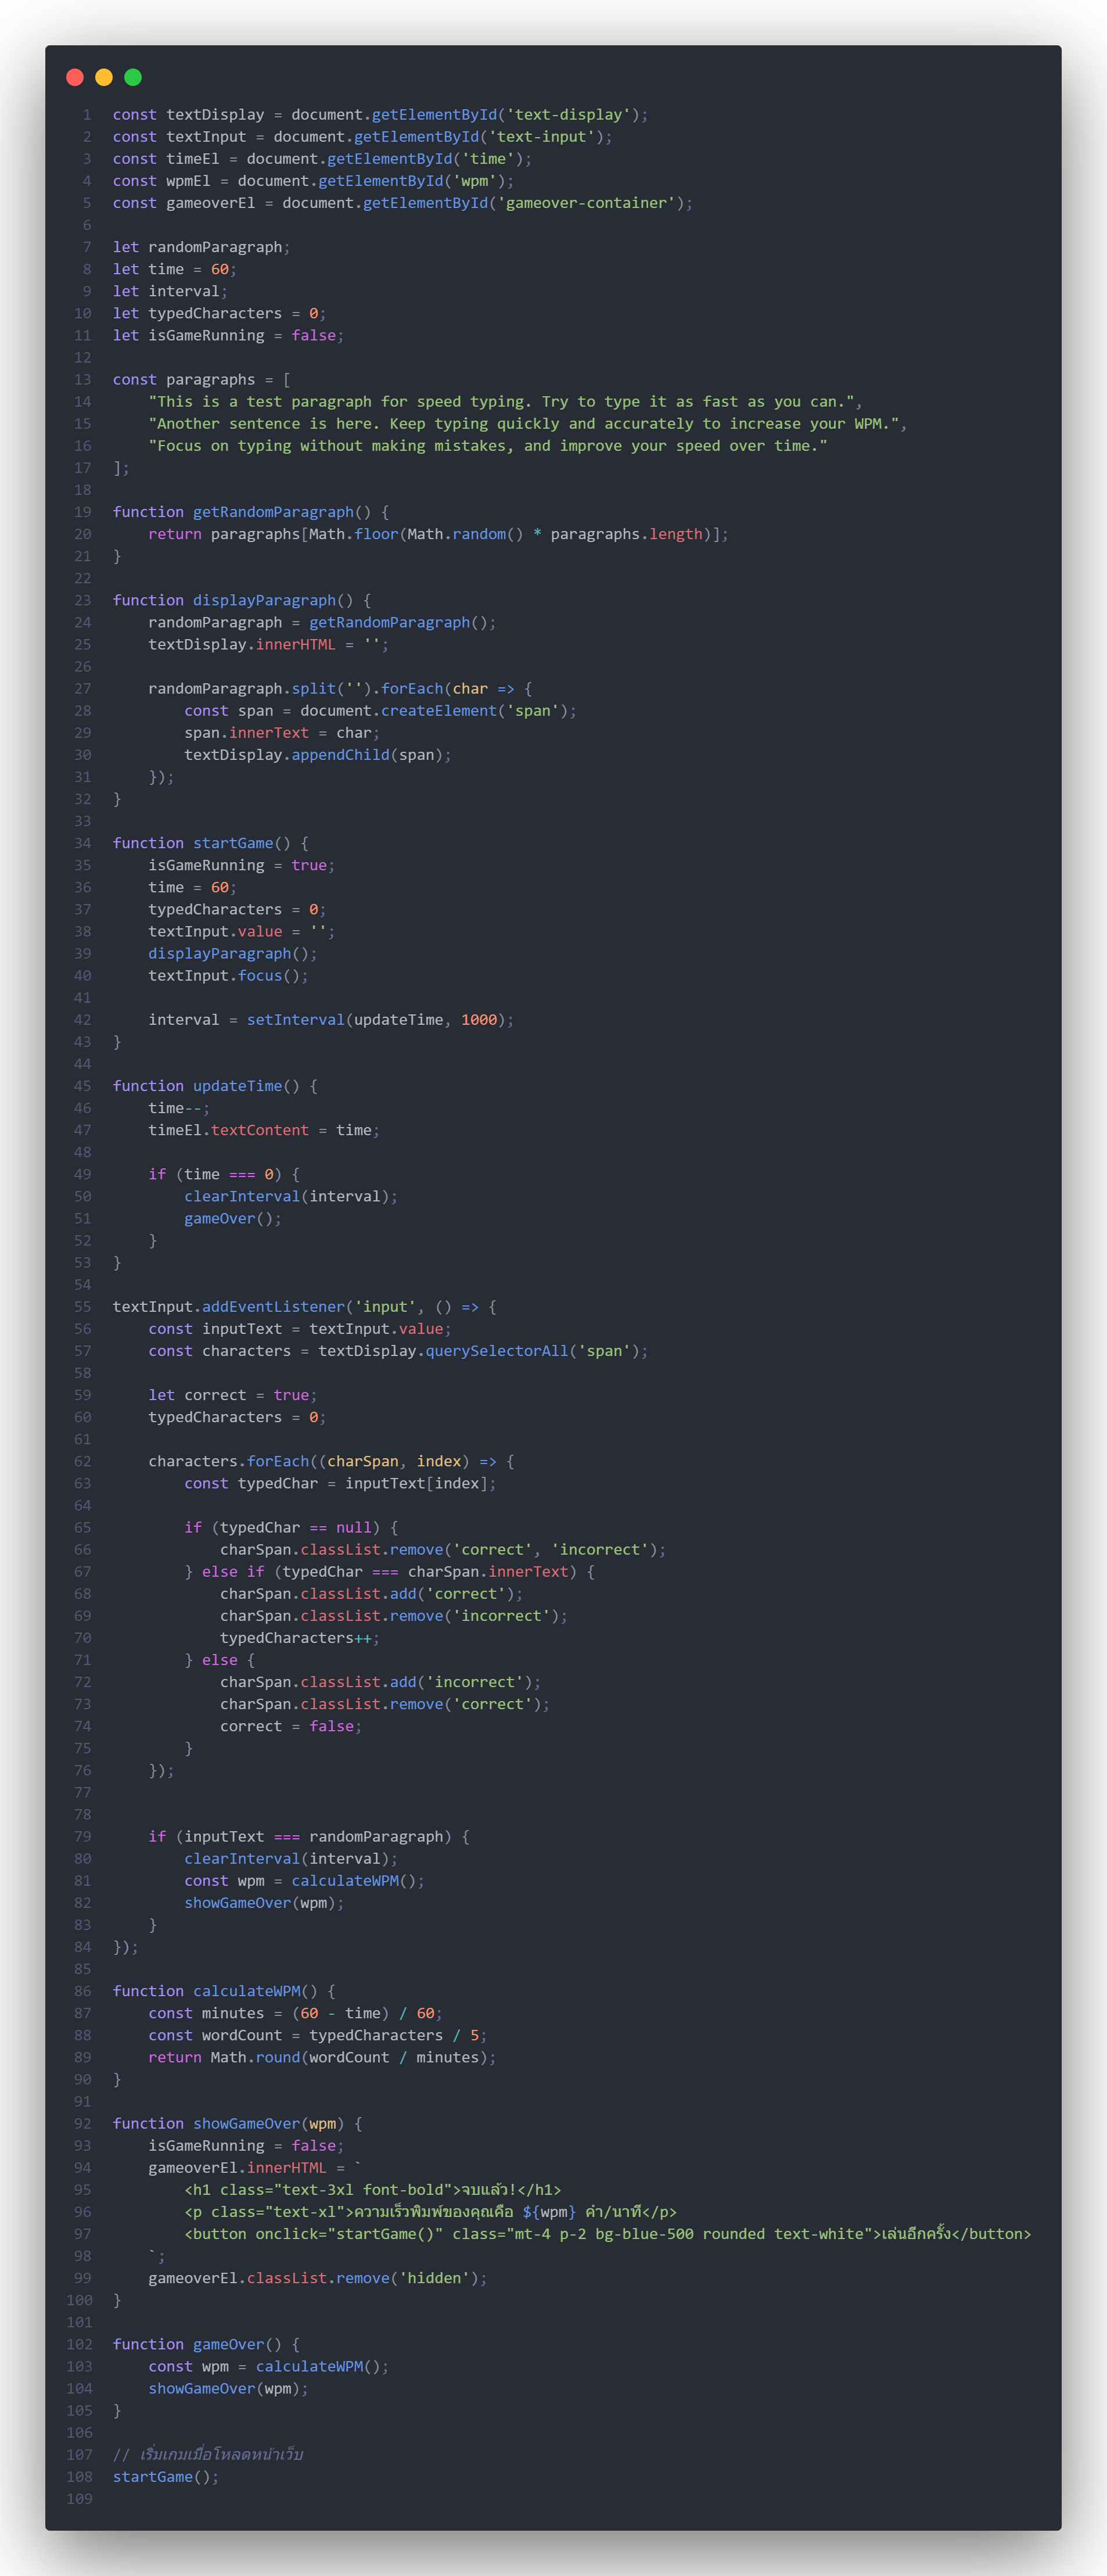 1 const textDisplay = document.getElementById('text-display');
2 const textInput = document.getElementById('text-input');
3 const timeEl = document.getElementById('time');
4 const wpmEl = document.getElementById('wpm');
5 const gameoverEl = document.getElementById('gameover-container');
6
7 let randomParagraph;
8 let time = 60;
9 let interval;
10 let typedCharacters = 0;
11 let isGameRunning = false;
12
13 const paragraphs = [
14     "This is a test paragraph for speed typing. Try to type it as fast as you can.",
15     "Another sentence is here. Keep typing quickly and accurately to increase your WPM.",
16     "Focus on typing without making mistakes, and improve your speed over time."
17 ];
18
19 function getRandomParagraph() {
20     return paragraphs[Math.floor(Math.random() * paragraphs.length)];
21 }
22
23 function displayParagraph() {
24     randomParagraph = getRandomParagraph();
25     textDisplay.innerHTML = '';
26
27     randomParagraph.split('').forEach(char => {
28         const span = document.createElement('span');
29         span.innerText = char;
30         textDisplay.appendChild(span);
31     });
32 }
33
34 function startGame() {
35     isGameRunning = true;
36     time = 60;
37     typedCharacters = 0;
38     textInput.value = '';
39     displayParagraph();
40     textInput.focus();
41
42     interval = setInterval(updateTime, 1000);
43 }
44
45 function updateTime() {
46     time--;
47     timeEl.textContent = time;
48
49     if (time === 0) {
50         clearInterval(interval);
51         gameOver();
52     }
53 }
54
55 textInput.addEventListener('input', () => {
56     const inputText = textInput.value;
57     const characters = textDisplay.querySelectorAll('span');
58
59     let correct = true;
60     typedCharacters = 0;
61
62     characters.forEach((charSpan, index) => {
63         const typedChar = inputText[index];
64
65         if (typedChar == null) {
66             charSpan.classList.remove('correct', 'incorrect');
67         } else if (typedChar === charSpan.innerText) {
68             charSpan.classList.add('correct');
69             charSpan.classList.remove('incorrect');
70             typedCharacters++;
71         } else {
72             charSpan.classList.add('incorrect');
73             charSpan.classList.remove('correct');
74             correct = false;
75         }
76     });
77
78
79     if (inputText === randomParagraph) {
80         clearInterval(interval);
81         const wpm = calculateWPM();
82         showGameOver(wpm);
83     }
84 });
85
86 function calculateWPM() {
87     const minutes = (60 - time) / 60;
88     const wordCount = typedCharacters / 5;
89     return Math.round(wordCount / minutes);
90 }
91
92 function showGameOver(wpm) {
93     isGameRunning = false;
94     gameoverEl.innerHTML = `
95         <h1 class="text-3xl font-bold">จบแล้ว!</h1>
96         <p class="text-xl">ความเร็วพิมพ์ของคุณคือ ${wpm} คำ/นาที</p>
97         <button onclick="startGame()" class="mt-4 p-2 bg-blue-500 rounded text-white">เล่นอีกครั้ง</button>
98     `;
99     gameoverEl.classList.remove('hidden');
100 }
101
102 function gameOver() {
103     const wpm = calculateWPM();
104     showGameOver(wpm);
105 }
106
107 // เริ่มเกมเมื่อโหลดหน้าเว็บ
108 startGame();
109